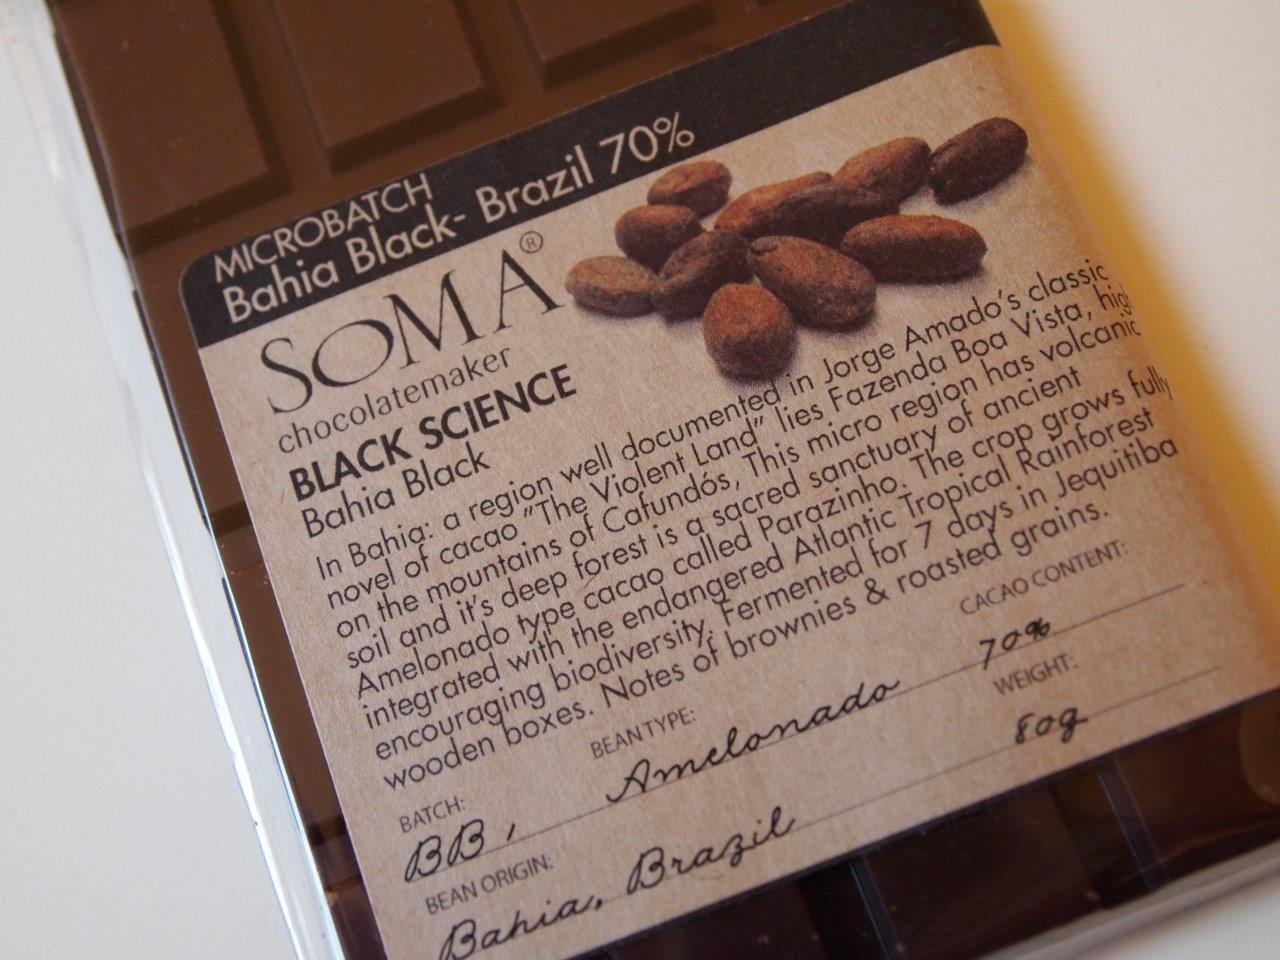 MICROBATCH
Bahia Black- Brazil 70%
SOMA®
chocolatemaker
BLACK SCIENCE
Bahia Black
In Bahia: a region well documented in Jorge Amado's classic
novel of cacao "The Violent Land" lies Fazenda Boa Vista, high
on the mountains of Cafundós, This micro region has volcanic
soil and it's deep forest is a sacred sanctuary of ancient
Amelonado type cacao called Parazinho. The crop grows fully
integrated with the endangered Atlantic Tropical Rainforest
encouraging biodiversity. Fermented for 7 days in Jequitiba
wooden boxes. Notes of brownies & roasted grains.
BATCH: BEAN TYPE: CACAO CONTENT:
BB1 Amelonado 70%
BEAN ORIGIN: WEIGHT:
Bahia, Brazil 80g